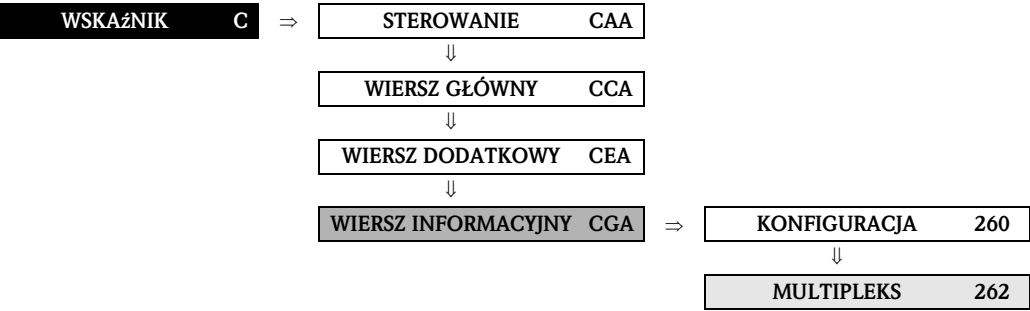 WSKAźNIK C ⇒ STEROWANIE CAA
⇓
WIERSZ GŁÓWNY CCA
⇓
WIERSZ DODATKOWY CEA
⇓
WIERSZ INFORMACYJNY CGA ⇒ KONFIGURACJA 260
⇓
MULTIPLEKS 262